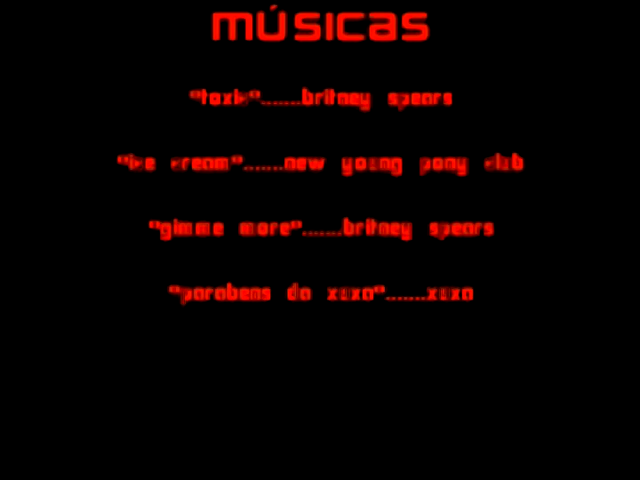 músicas
"toxic".......britney spears
"ice cream".......new young pony club
"gimme more".......britney spears
"parabens da xuxa".......xuxa